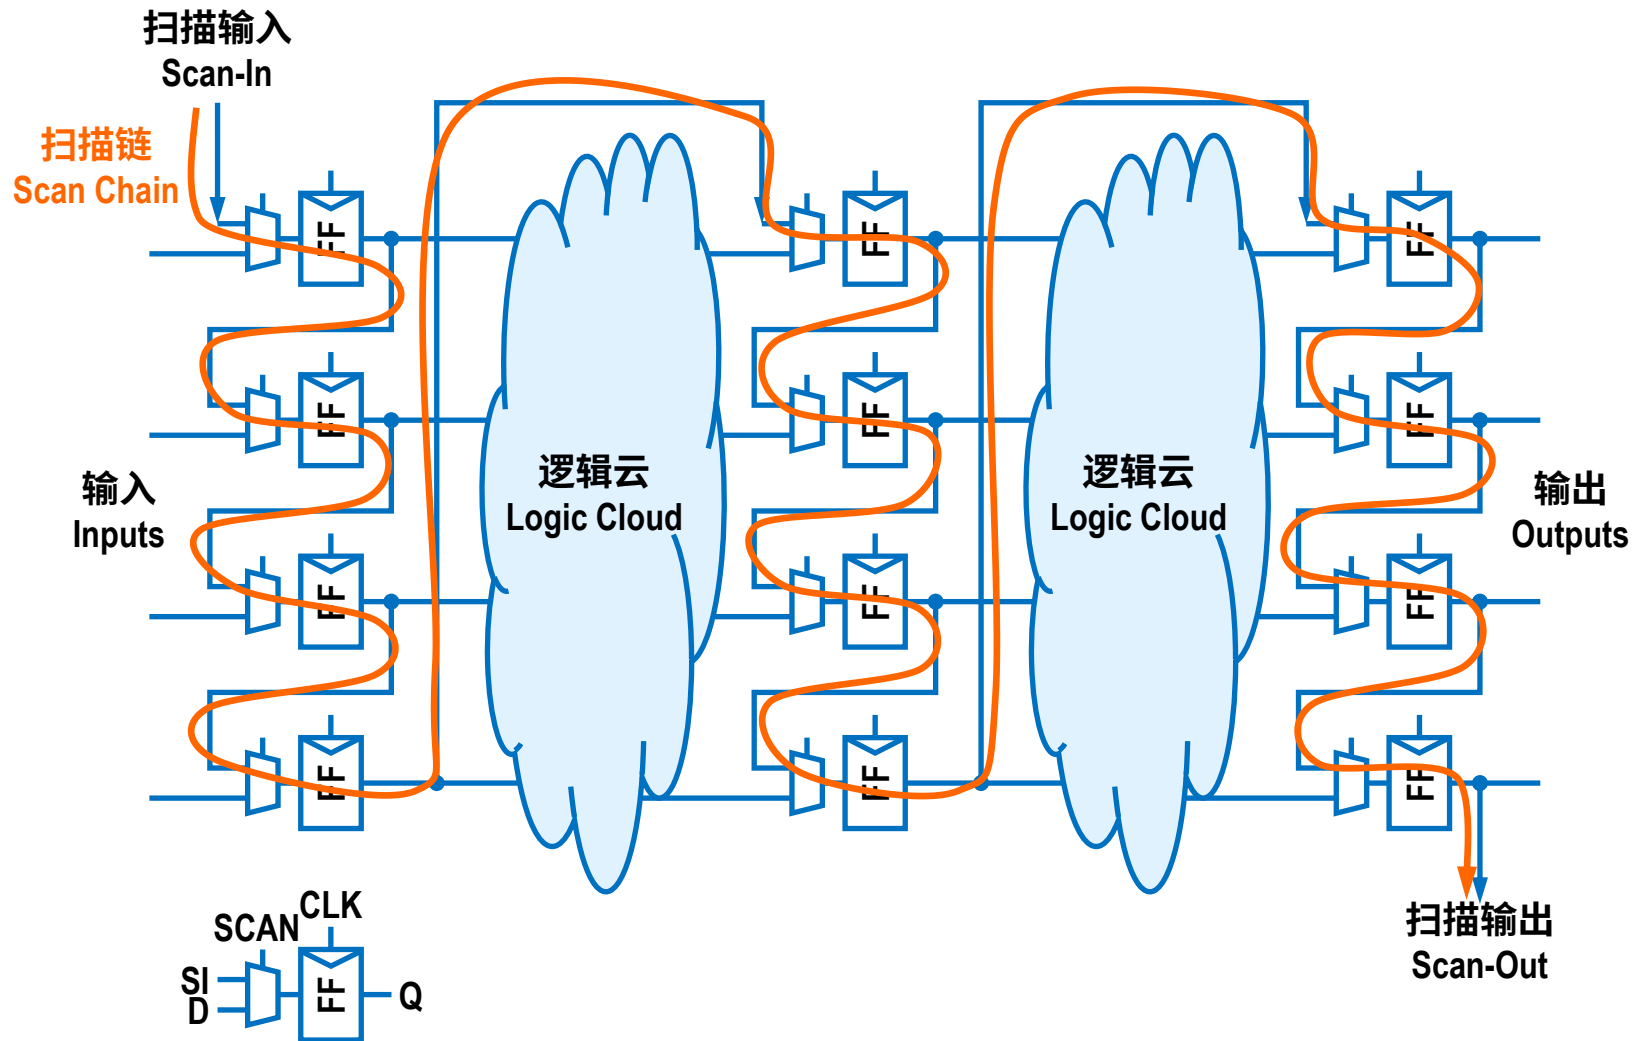 扫描输入
Scan-In
扫描链
Scan Chain
FF
FF
FF
FF
FF
FF
逻辑云
Logic Cloud
逻辑云
Logic Cloud
输入
Inputs
输出
Outputs
FF
FF
FF
FF
FF
FF
扫描输出
Scan-Out
SCAN
CLK
SI
D
FF
Q